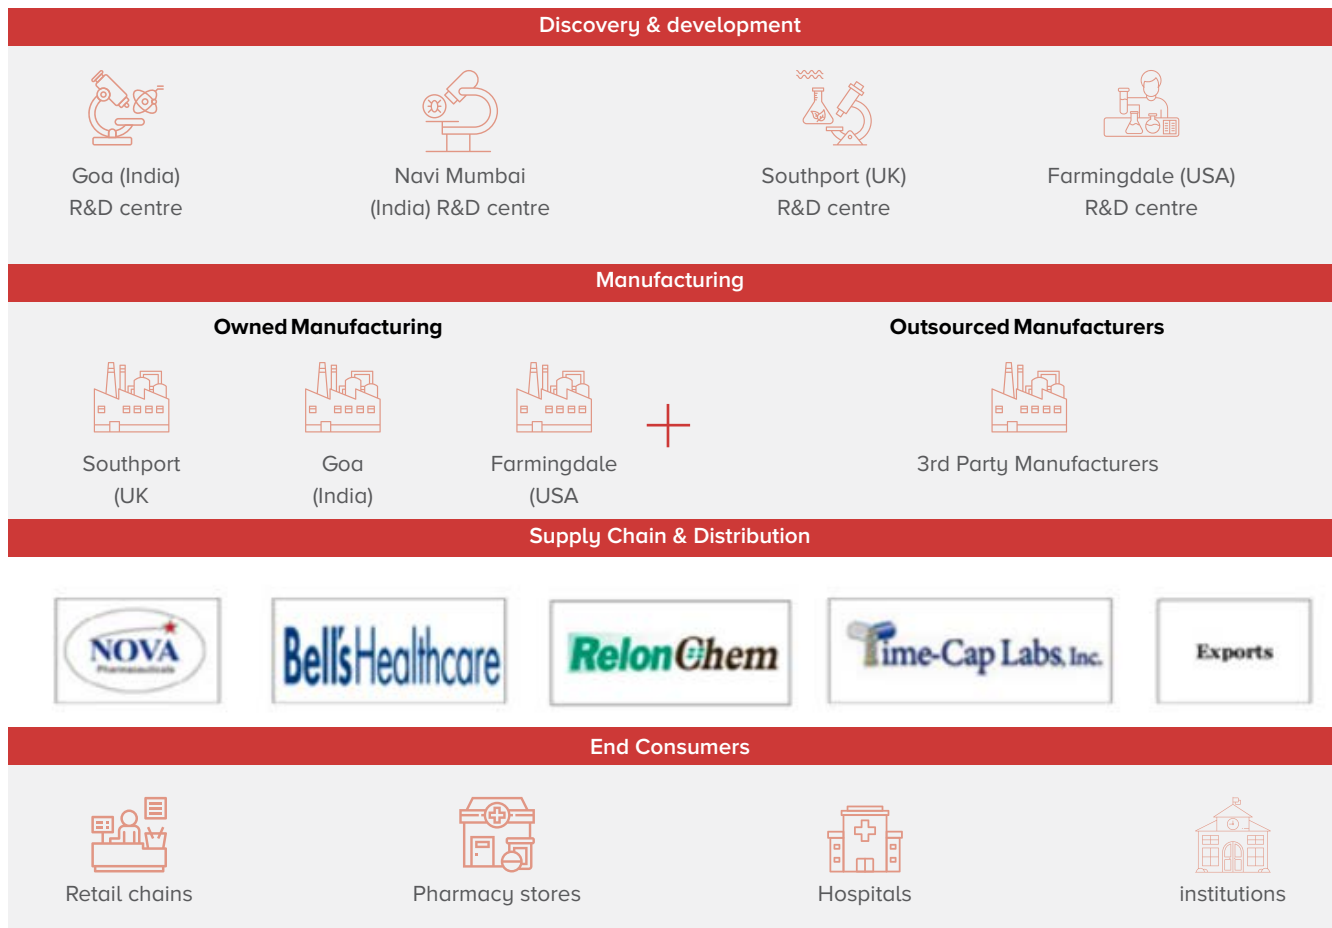 Discovery & development
Goa (India)
R&D centre
Navi Mumbai
(India) R&D centre
Southport (UK)
R&D centre
Farmingdale (USA)
R&D centre
Manufacturing
Owned Manufacturing
Outsourced Manufacturers
Southport
(UK
Goa
(India)
Farmingdale
(USA
3rd Party Manufacturers
Supply Chain & Distribution
NOVA
Pharmaceuticals
Bell's Healthcare
RelonChem
Time-Cap Labs, Inc.
Exports
End Consumers
Retail chains
Pharmacy stores
Hospitals
institutions